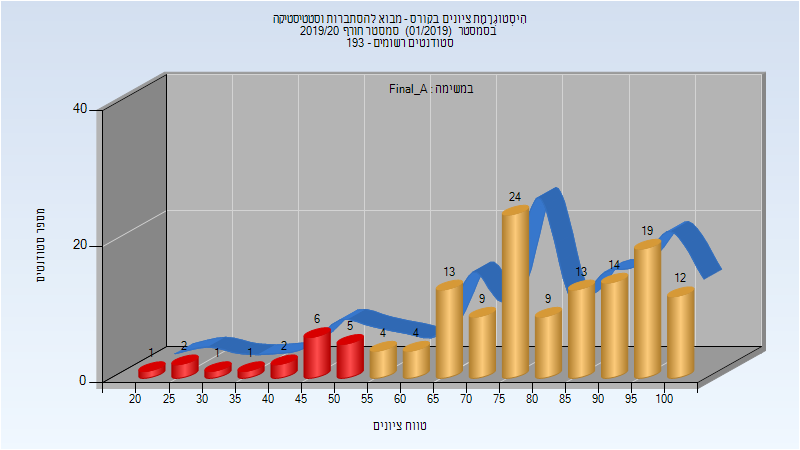 היסטוגרמת ציונים בקורס - מבוא להסתברות וסטטיסטיקה
בסמסטר (01/2019) סמסטר חורף 2019/20
סטודנטים רשומים - 193
במשימה : Final_A
מספר סטודנטים
40
20
0
1 2 1 1 2 6 5 4 4 13 9 24 9 13 14 19 12
20 25 30 35 40 45 50 55 60 65 70 75 80 85 90 95 100
טווח ציונים